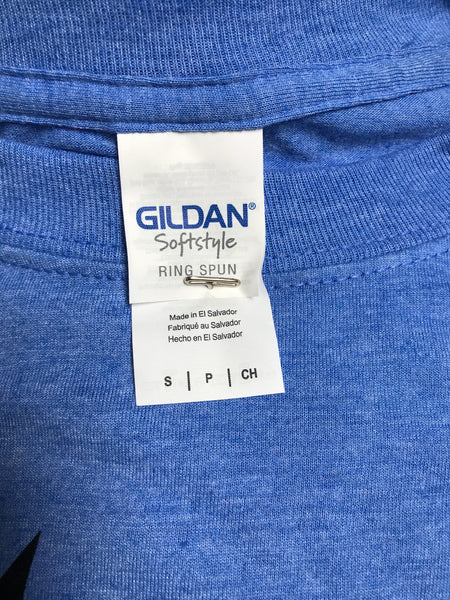 GILDAN®
Softstyle
RING SPUN
Made in El Salvador
Fabriqué au Salvador
Hecho en El Salvador
S | P | CH